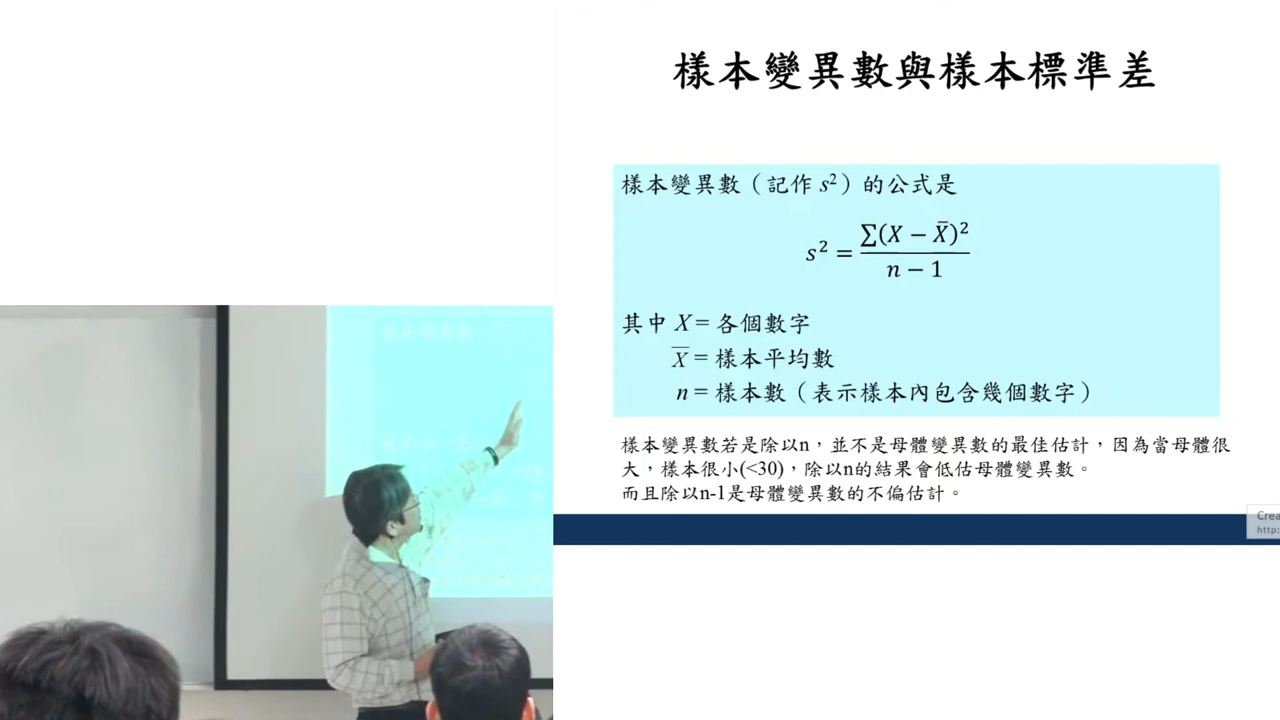 樣本變異數與樣本標準差
樣本變異數（記作 s²）的公式是
s² = ∑(X − X̄)² / n − 1
其中 X = 各個數字
X̄ = 樣本平均數
n = 樣本數（表示樣本內包含幾個數字）
樣本變異數若是除以n，並不是母體變異數的最佳估計，因為當母體很
大，樣本很小(<30)，除以n的結果會低估母體變異數。
而且除以n-1是母體變異數的不偏估計。
Crea
http: